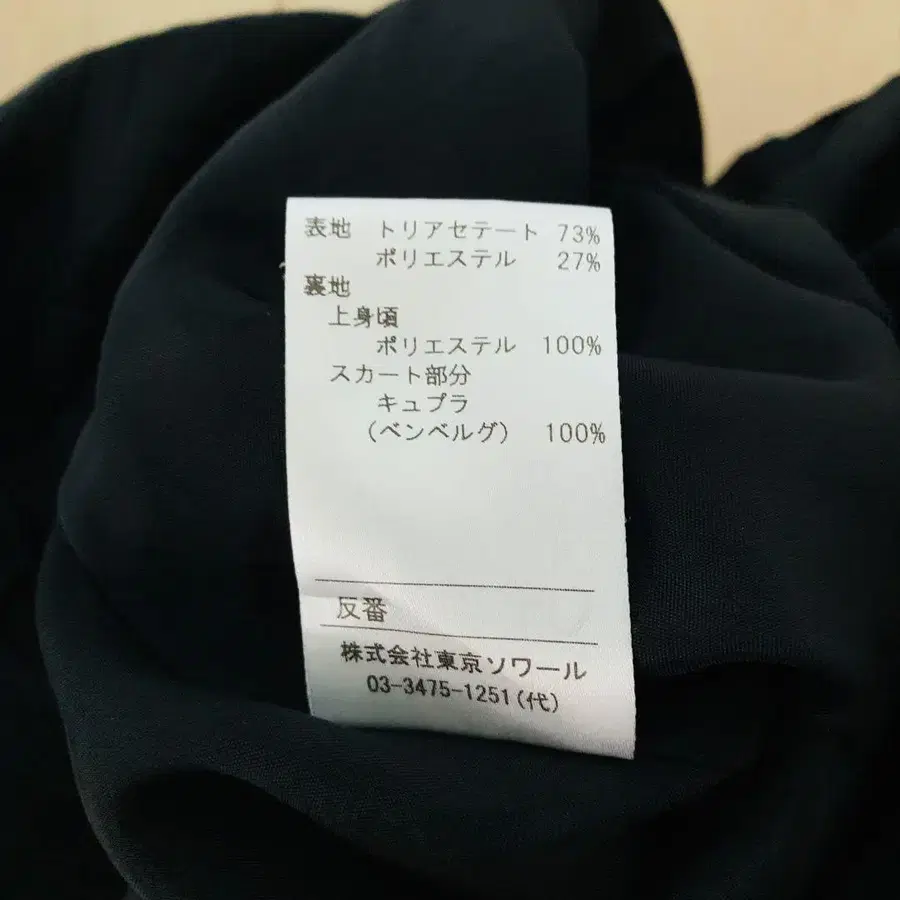 表地 トリアセテート 73%
ポリエステル 27%
裏地
上身頃
ポリエステル 100%
スカート部分
キュプラ
(ベンベルグ) 100%
反番
株式会社東京ソワール
03-3475-1251(代)